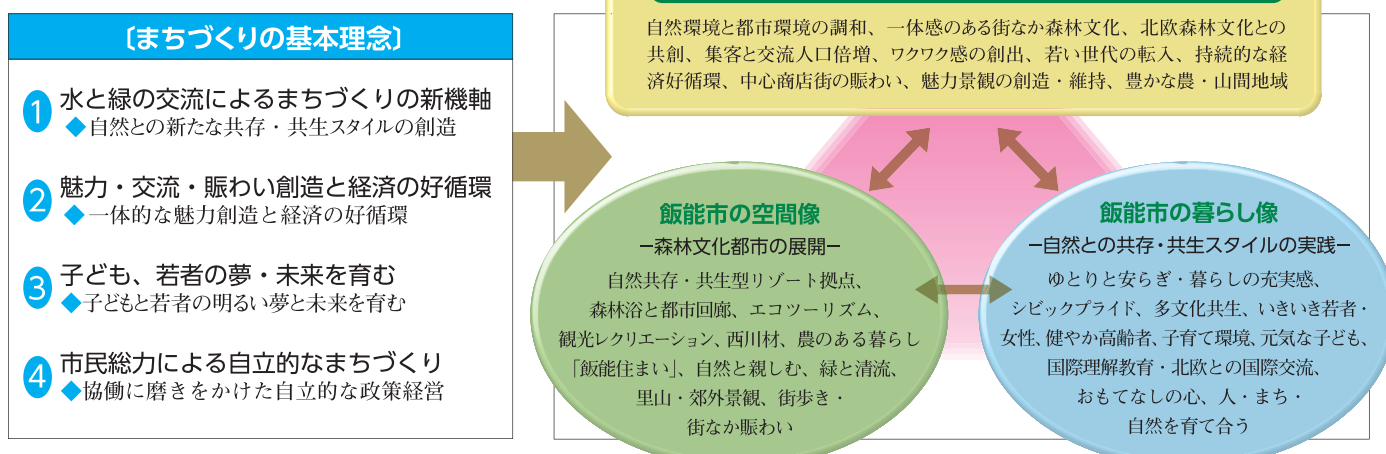 〔まちづくりの基本理念〕
1 水と緑の交流によるまちづくりの新機軸
◆自然との新たな共存・共生スタイルの創造
2 魅力・交流・賑わい創造と経済の好循環
◆一体的な魅力創造と経済の好循環
3 子ども、若者の夢・未来を育む
◆子どもと若者の明るい夢と未来を育む
4 市民総力による自立的なまちづくり
◆協働に磨きをかけた自立的な政策経営
自然環境と都市環境の調和、一体感のある街なか森林文化、北欧森林文化との
共創、集客と交流人口倍増、ワクワク感の創出、若い世代の転入、持続的な経
済好循環、中心商店街の賑わい、魅力景観の創造・維持、豊かな農・山間地域
飯能市の空間像
−森林文化都市の展開−
自然共存・共生型リゾート拠点、
森林浴と都市回廊、エコツーリズム、
観光レクリエーション、西川材、農のある暮らし
「飯能住まい」、自然と親しむ、緑と清流、
里山・郊外景観、街歩き・
街なか賑わい
飯能市の暮らし像
−自然との共存・共生スタイルの実践−
ゆとりと安らぎ・暮らしの充実感、
シビックプライド、多文化共生、いきいき若者・
女性、健やか高齢者、子育て環境、元気な子ども、
国際理解教育・北欧との国際交流、
おもてなしの心、人・まち・
自然を育て合う